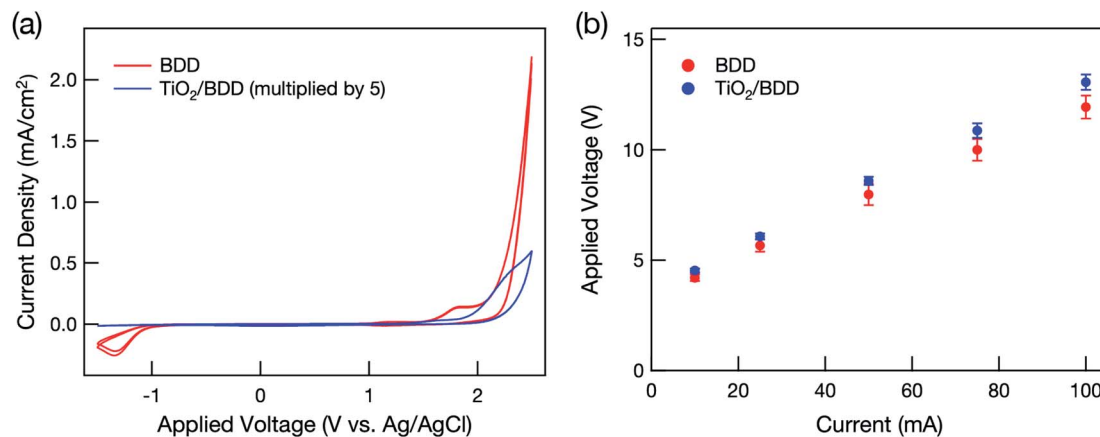 (a)
BDD
TiO₂/BDD (multiplied by 5)
Current Density (mA/cm²)
2.0
1.5
1.0
0.5
0.0
-1
0
1
2
Applied Voltage (V vs. Ag/AgCl)
(b)
BDD
TiO₂/BDD
Applied Voltage (V)
15
10
5
0
0
20
40
60
80
100
Current (mA)